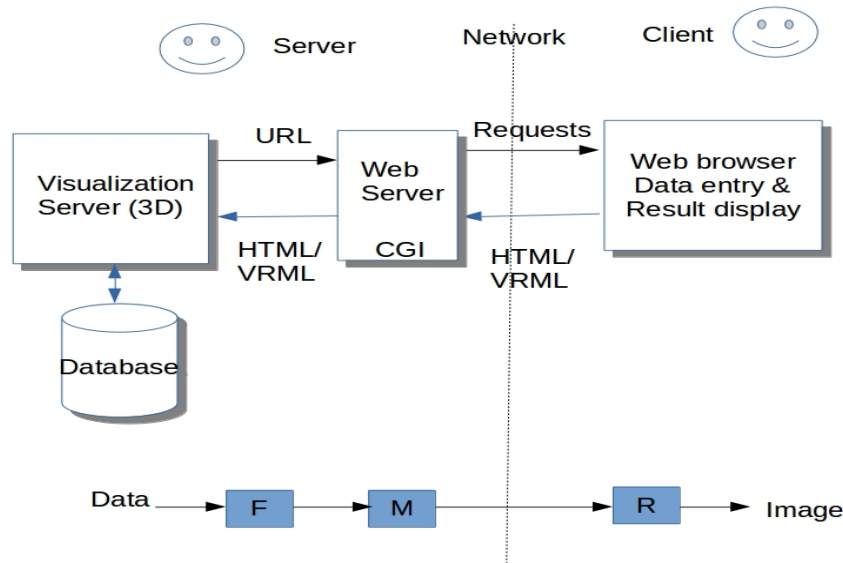 Server
Network
Client
URL
Requests
Visualization
Server (3D)
Web
Server
CGI
Web browser
Data entry &
Result display
HTML/
VRML
HTML/
VRML
Database
Data
F
M
R
Image